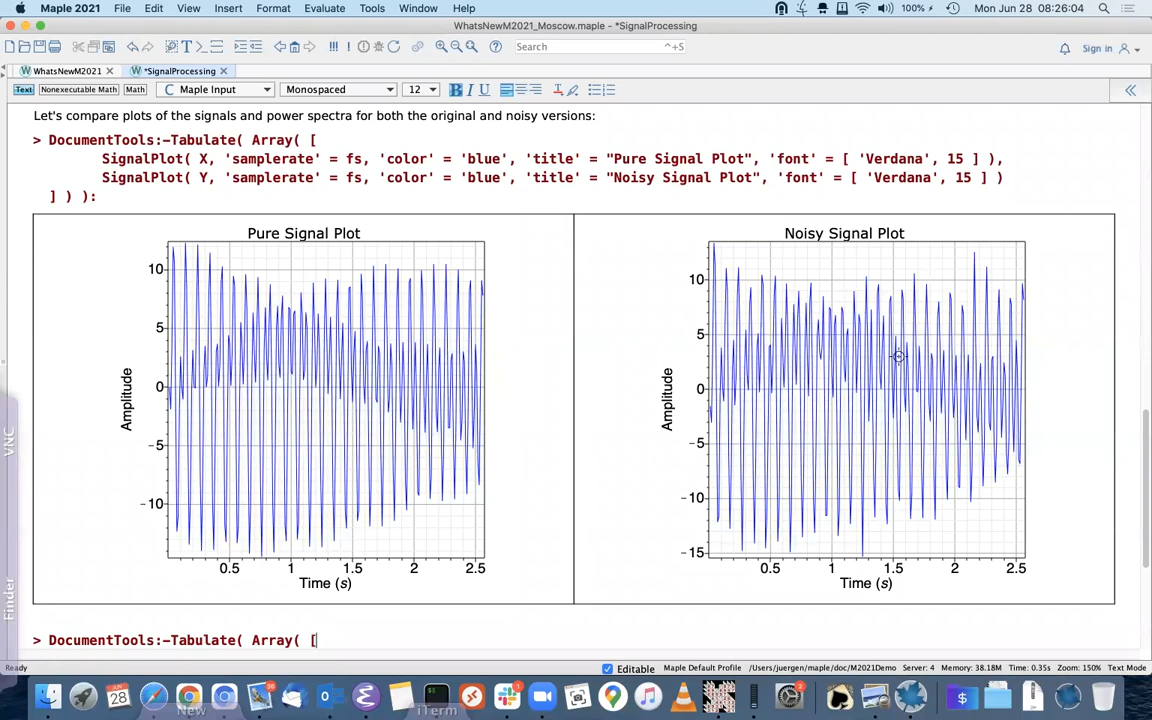 Maple 2021 File Edit View Insert Format Evaluate Tools Window Help 100% Mon Jun 28 08:26:04
WhatsNewM2021_Moscow.maple - *SignalProcessing
Search ^+S Sign in
WhatsNewM2021 *SignalProcessing
Text Nonexecutable Math Math C Maple Input Monospaced 12 B I U
Let's compare plots of the signals and power spectra for both the original and noisy versions:
> DocumentTools:-Tabulate( Array( [
SignalPlot( X, 'samplerate' = fs, 'color' = 'blue', 'title' = "Pure Signal Plot", 'font' = [ 'Verdana', 15 ] ),
SignalPlot( Y, 'samplerate' = fs, 'color' = 'blue', 'title' = "Noisy Signal Plot", 'font' = [ 'Verdana', 15 ] )
] ) ):
Pure Signal Plot
10
5
0
-5
-10
Amplitude
0.5 1 1.5 2 2.5
Time (s)
Noisy Signal Plot
10
5
0
-5
-10
-15
Amplitude
0.5 1 1.5 2 2.5
Time (s)
VNC
Finder
> DocumentTools:-Tabulate( Array( [
Ready Editable Maple Default Profile /Users/juergen/maple/doc/M2021Demo Server: 4 Memory: 38.18M Time: 0.35s Zoom: 150% Text Mode
New iTerm
JUN
28